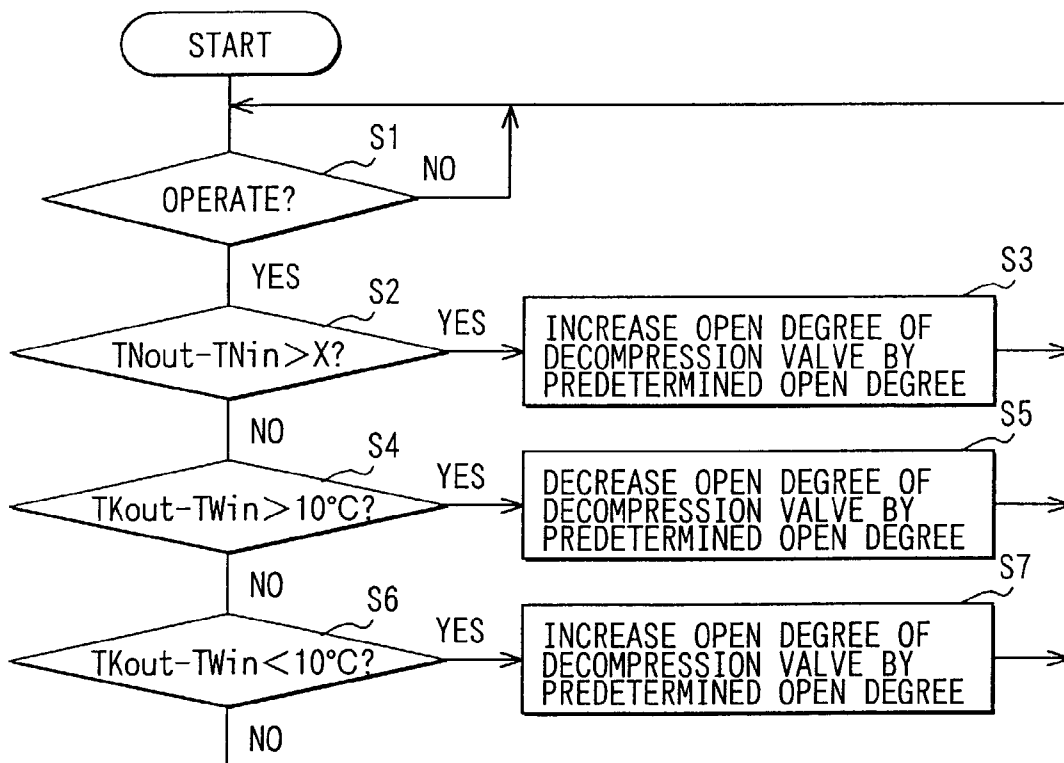 START
S1
OPERATE?
NO
YES
S2
TNout-TNin>X?
YES
S3
INCREASE OPEN DEGREE OF
DECOMPRESSION VALVE BY
PREDETERMINED OPEN DEGREE
NO
S4
TKout-TWin>10°C?
YES
S5
DECREASE OPEN DEGREE OF
DECOMPRESSION VALVE BY
PREDETERMINED OPEN DEGREE
NO
S6
TKout-TWin<10°C?
YES
S7
INCREASE OPEN DEGREE OF
DECOMPRESSION VALVE BY
PREDETERMINED OPEN DEGREE
NO